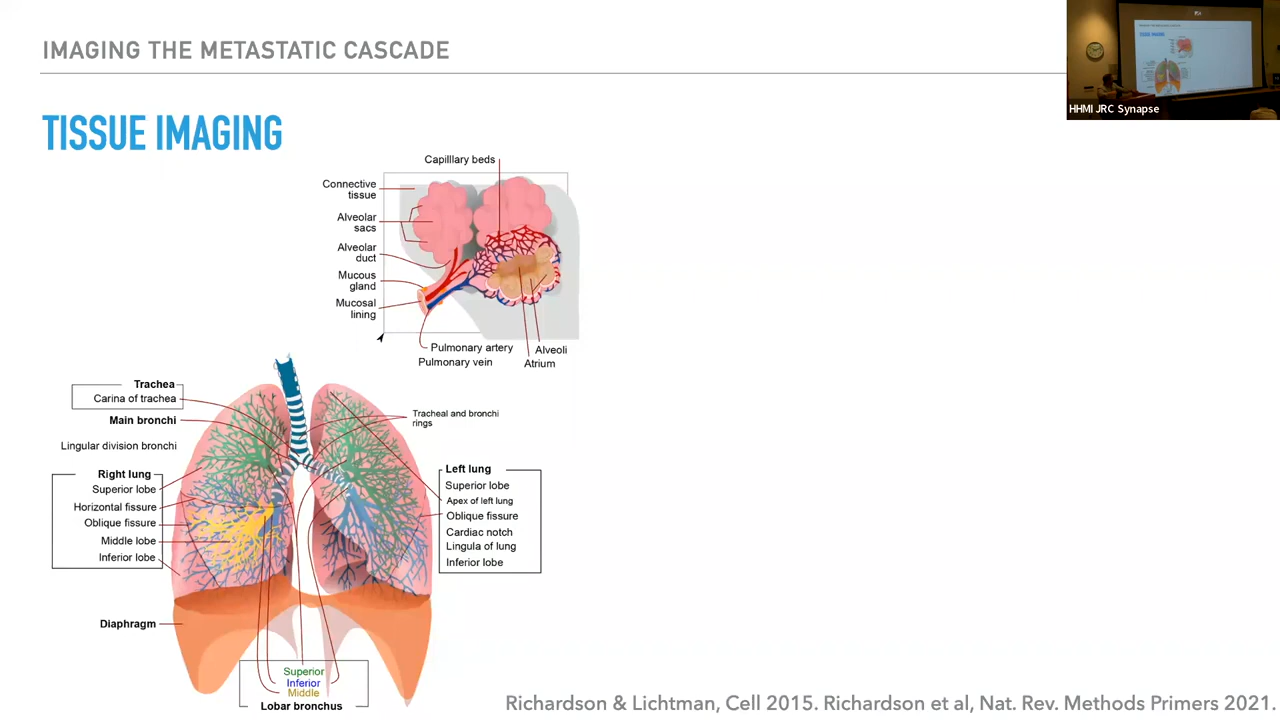 IMAGING THE METASTATIC CASCADE
HHMI JRC Synapse
TISSUE IMAGING
Capilllary beds
Connective
tissue
Alveolar
sacs
Alveolar
duct
Mucous
gland
Mucosal
lining
Pulmonary artery
Pulmonary vein
Alveoli
Atrium
Trachea
Carina of trachea
Main bronchi
Lingular division bronchi
Tracheal and bronchi
rings
Right lung
Superior lobe
Horizontal fissure
Oblique fissure
Middle lobe
Inferior lobe
Left lung
Superior lobe
Apex of left lung
Oblique fissure
Cardiac notch
Lingula of lung
Inferior lobe
Diaphragm
Superior
Inferior
Middle
Lobar bronchus
Richardson & Lichtman, Cell 2015. Richardson et al, Nat. Rev. Methods Primers 2021.